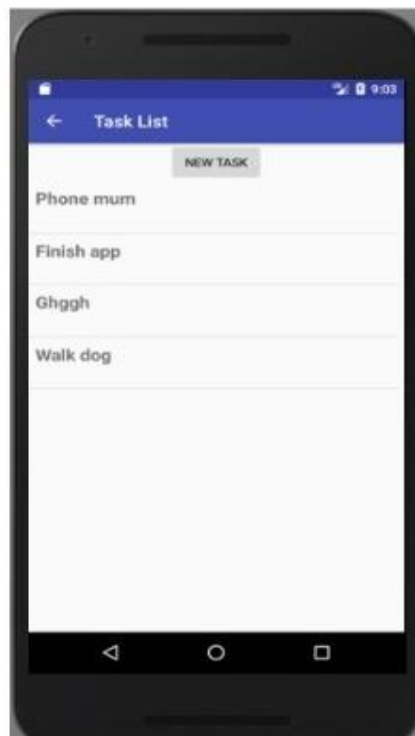 9:03
Task List
NEW TASK
Phone mum
Finish app
Ghggh
Walk dog